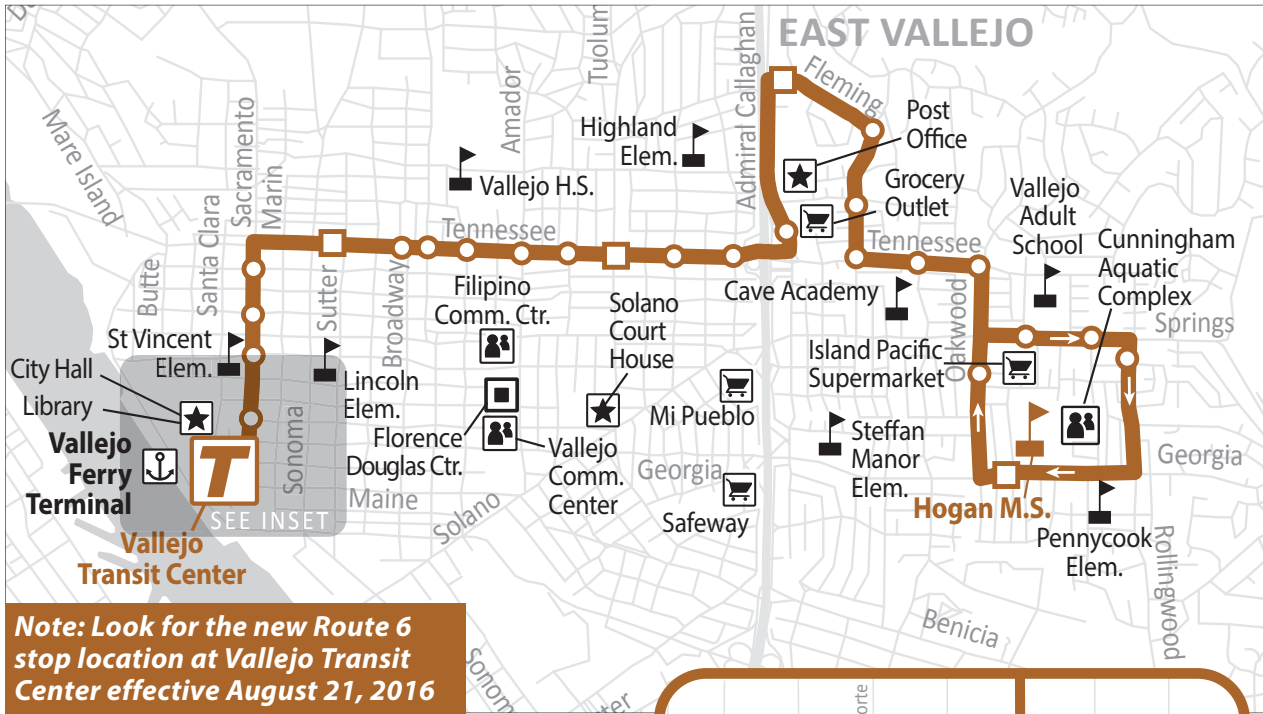 EAST VALLEJO
Fleming
Tuolum
Admiral Callaghan
Amador
Sacramento
Marin
Mare Island
Santa Clara
Butte
Post
Office
Highland
Elem.
Vallejo H.S.
Grocery
Outlet
Vallejo
Adult
School
Tennessee
Tennessee
Cunningham
Aquatic
Complex
Sutter
Broadway
Filipino
Comm. Ctr.
Solano
Court
House
Cave Academy
Oakwood
Springs
St Vincent
Elem.
City Hall
Library
Lincoln
Elem.
Island Pacific
Supermarket
Mi Pueblo
Vallejo
Ferry
Terminal
T
Sonoma
Florence
Douglas Ctr.
Vallejo
Comm.
Center
Georgia
Steffan
Manor
Elem.
Georgia
Maine
Solano
SEE INSET
Safeway
Hogan M.S.
Pennycook
Elem.
Rollingwood
Vallejo
Transit Center
Benicia
Note: Look for the new Route 6
stop location at Vallejo Transit
Center effective August 21, 2016
Sonom
ter
orte